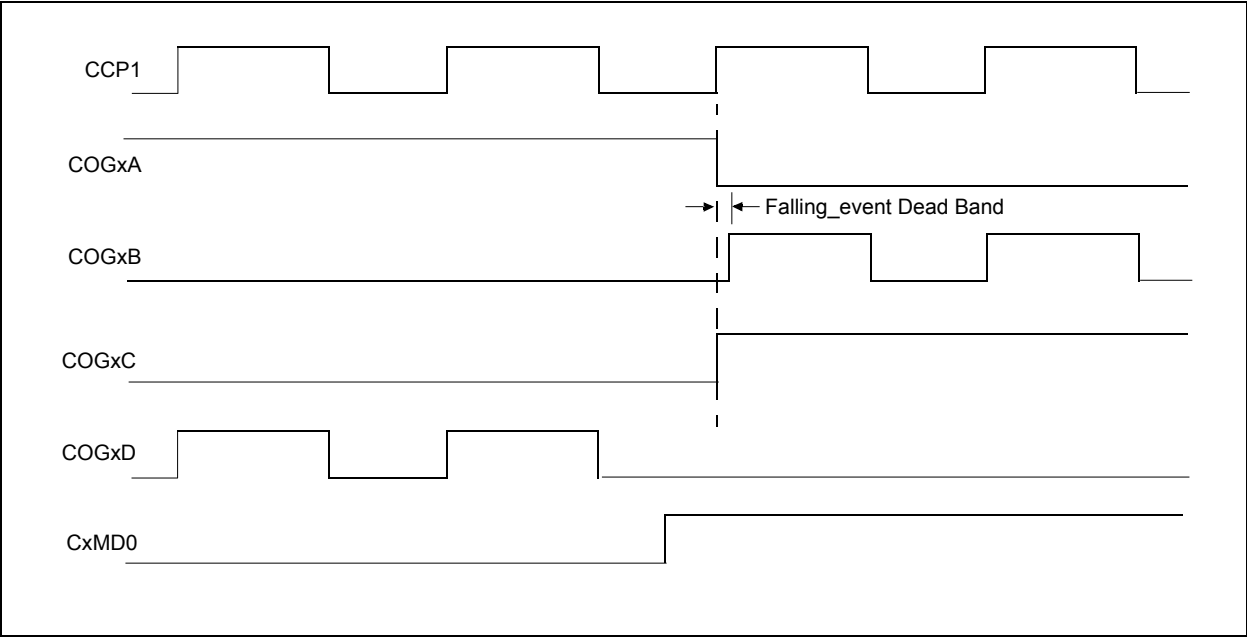 CCP1
COGxA
Falling_event Dead Band
COGxB
COGxC
COGxD
CxMD0